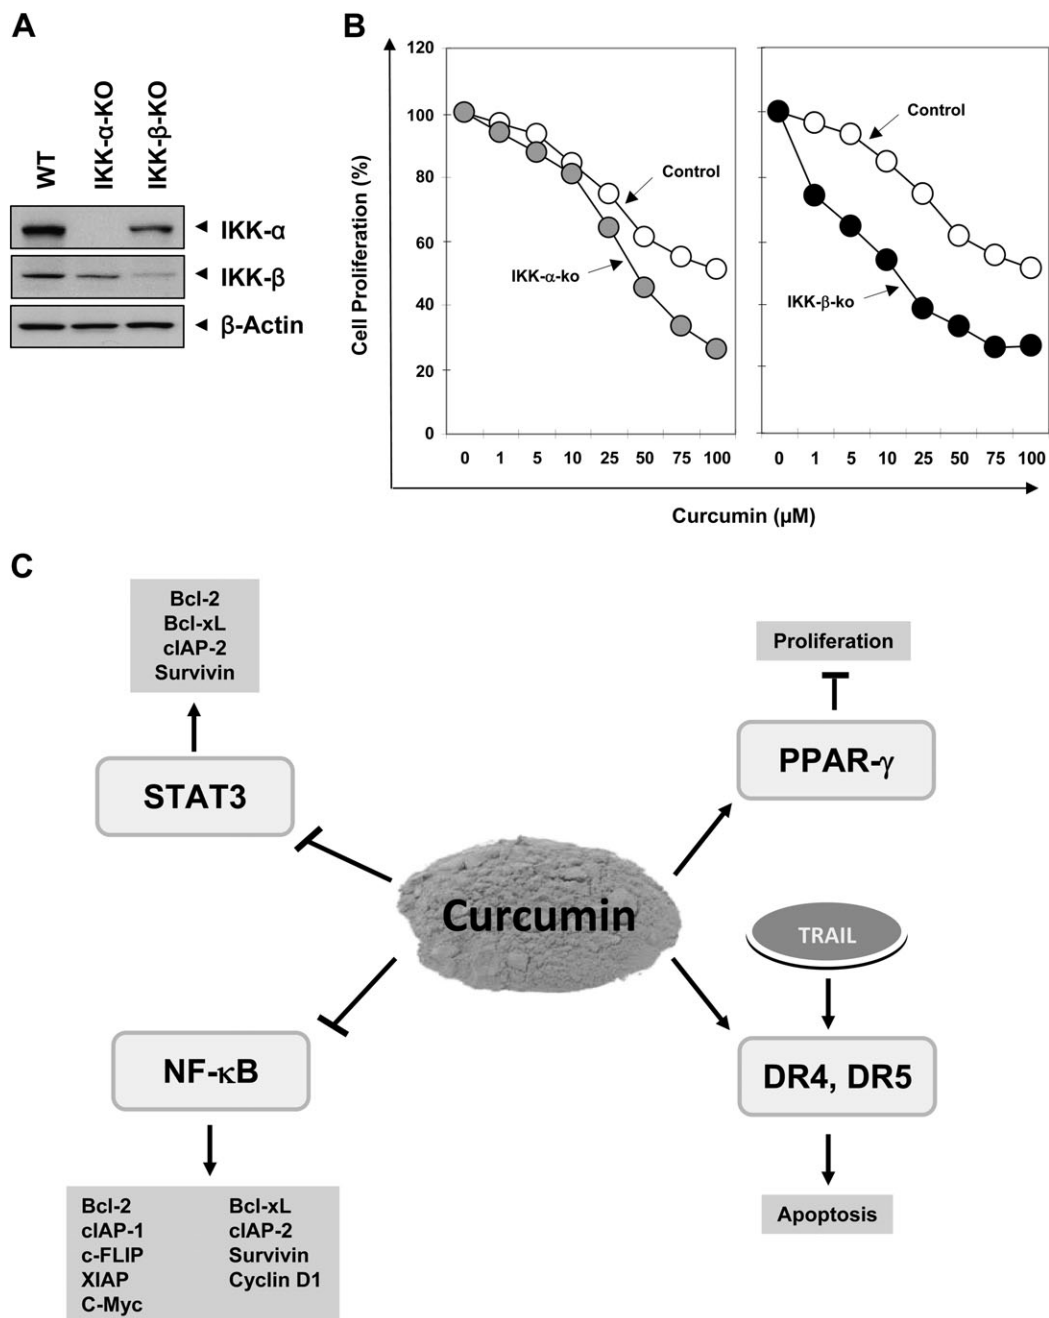 A
WT
IKK-α-KO
IKK-β-KO
IKK-α
IKK-β
β-Actin
B
Cell Proliferation (%)
120
100
80
60
40
20
0
Control
IKK-α-ko
0 1 5 10 25 50 75 100
Control
IKK-β-ko
0 1 5 10 25 50 75 100
Curcumin (µM)
C
Bcl-2
Bcl-xL
cIAP-2
Survivin
STAT3
Proliferation
PPAR-γ
Curcumin
TRAIL
NF-κB
DR4, DR5
Bcl-2 Bcl-xL
cIAP-1 cIAP-2
c-FLIP Survivin
XIAP Cyclin D1
C-Myc
Apoptosis